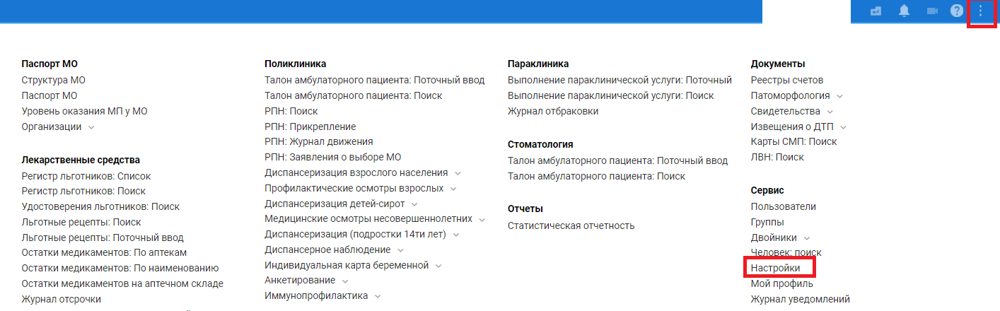 Паспорт МО
Структура МО
Паспорт МО
Уровень оказания МП у МО
Организации
Лекарственные средства
Регистр льготников: Список
Регистр льготников: Поиск
Удостоверения льготников: Поиск
Льготные рецепты: Поиск
Льготные рецепты: Поточный ввод
Остатки медикаментов: По аптекам
Остатки медикаментов: По наименованию
Остатки медикаментов на аптечном складе
Журнал отсрочки
Поликлиника
Талон амбулаторного пациента: Поточный ввод
Талон амбулаторного пациента: Поиск
РПН: Поиск
РПН: Прикрепление
РПН: Журнал движения
РПН: Заявления о выборе МО
Диспансеризация взрослого населения
Профилактические осмотры взрослых
Диспансеризация детей-сирот
Медицинские осмотры несовершеннолетних
Диспансеризация (подростки 14ти лет)
Диспансерное наблюдение
Индивидуальная карта беременной
Анкетирование
Иммунопрофилактика
Параклиника
Выполнение параклинической услуги: Поточный
Выполнение параклинической услуги: Поиск
Журнал отбраковки
Стоматология
Талон амбулаторного пациента: Поточный ввод
Талон амбулаторного пациента: Поиск
Отчеты
Статистическая отчетность
Документы
Реестры счетов
Патоморфология
Свидетельства
Извещения о ДТП
Карты СМП: Поиск
ЛВН: Поиск
Сервис
Пользователи
Группы
Двойники
Человек: поиск
Настройки
Мой профиль
Журнал уведомлений